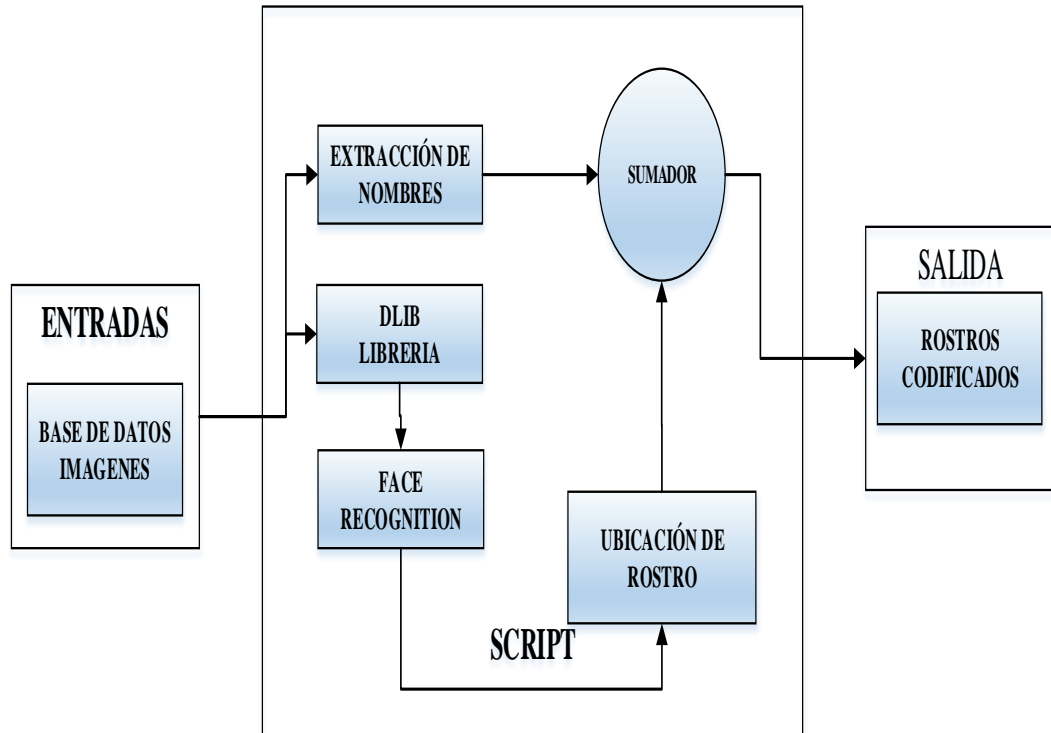 ENTRADAS
BASE DE DATOS
IMAGENES
EXTRACCIÓN DE
NOMBRES
DLIB
LIBRERIA
FACE
RECOGNITION
SCRIPT
UBICACIÓN DE
ROSTRO
SUMADOR
SALIDA
ROSTROS
CODIFICADOS